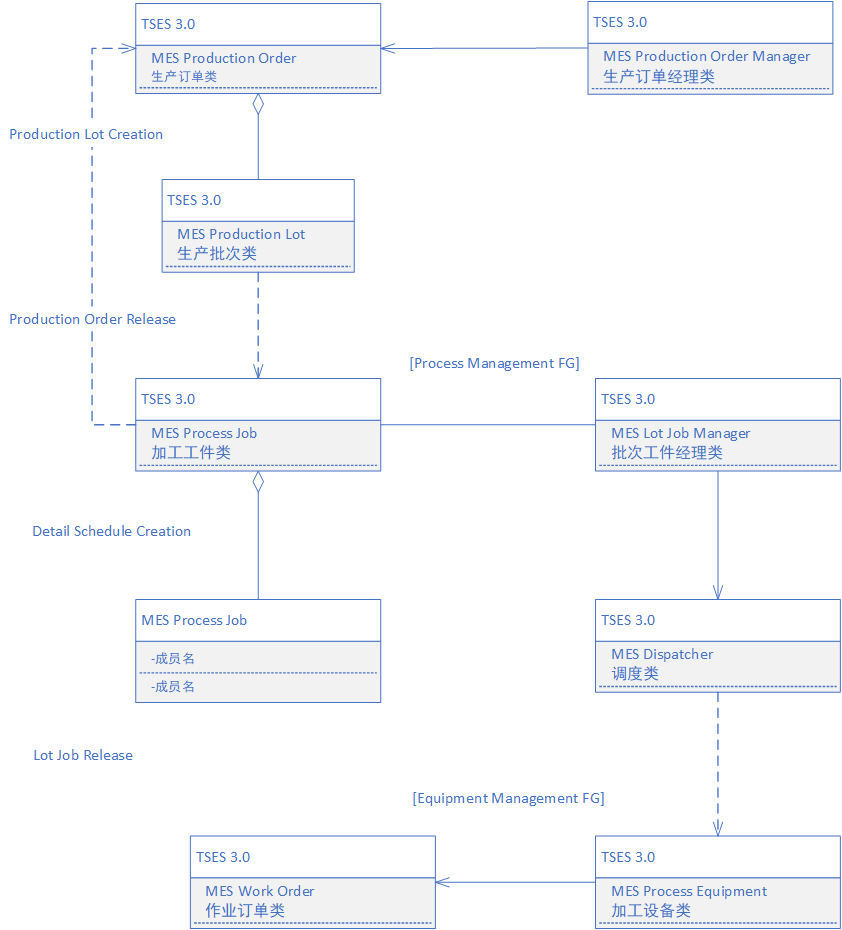 TSES 3.0
MES Production Order
生产订单类
TSES 3.0
MES Production Order Manager
生产订单经理类
Production Lot Creation
TSES 3.0
MES Production Lot
生产批次类
Production Order Release
[Process Management FG]
TSES 3.0
MES Process Job
加工工件类
TSES 3.0
MES Lot Job Manager
批次工件经理类
Detail Schedule Creation
MES Process Job
-成员名
-成员名
TSES 3.0
MES Dispatcher
调度类
Lot Job Release
[Equipment Management FG]
TSES 3.0
MES Work Order
作业订单类
TSES 3.0
MES Process Equipment
加工设备类